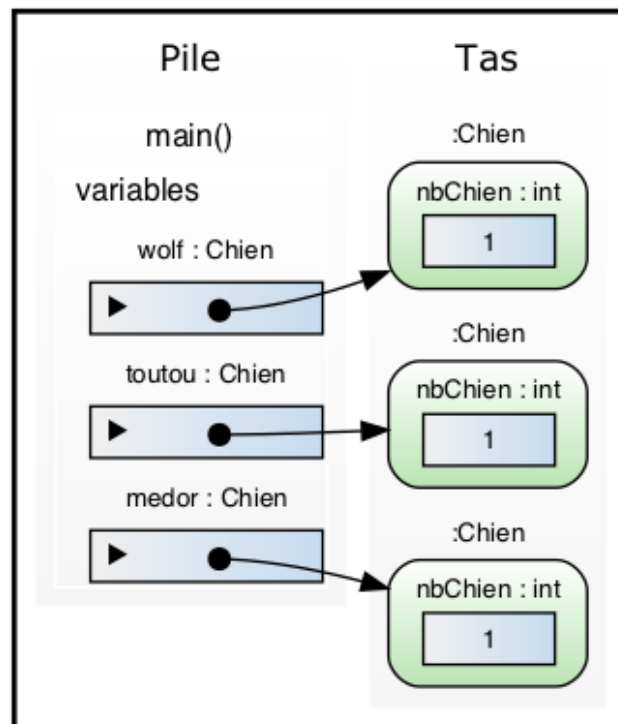 Pile
main()
variables
wolf : Chien
toutou : Chien
medor : Chien
Tas
:Chien
nbChien : int
1
:Chien
nbChien : int
1
:Chien
nbChien : int
1